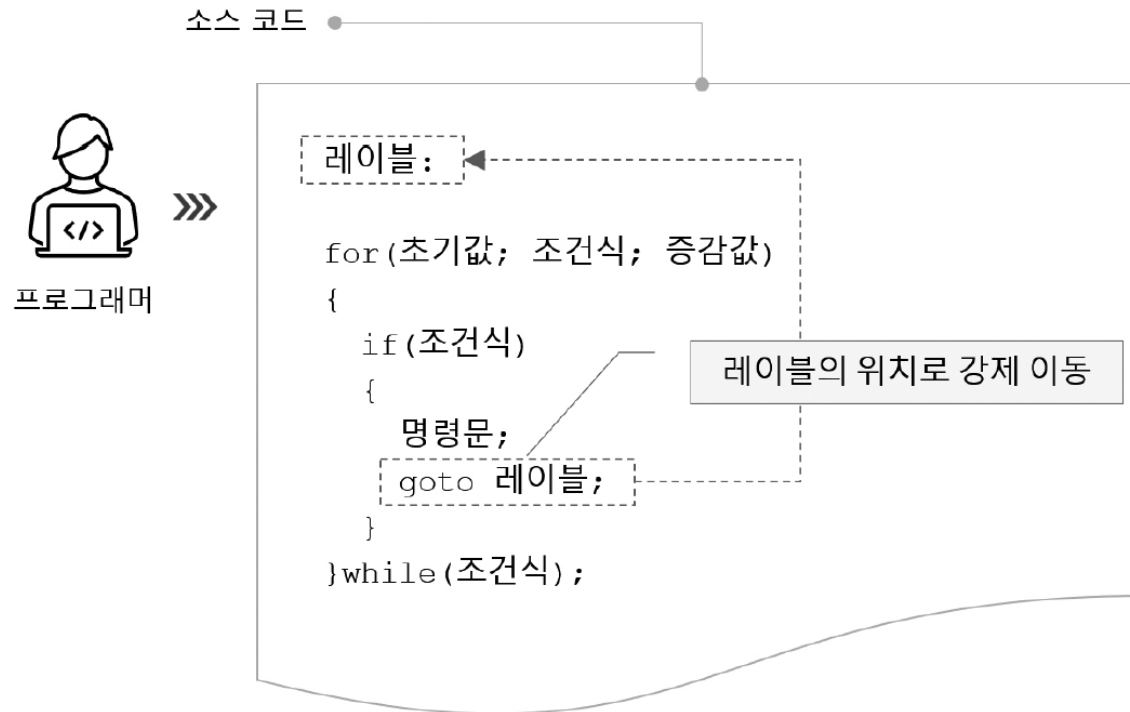 소스 코드
프로그래머
레이블:
for(초기값; 조건식; 증감값)
{
if(조건식)
{
명령문;
goto 레이블;
}
}while(조건식);
레이블의 위치로 강제 이동